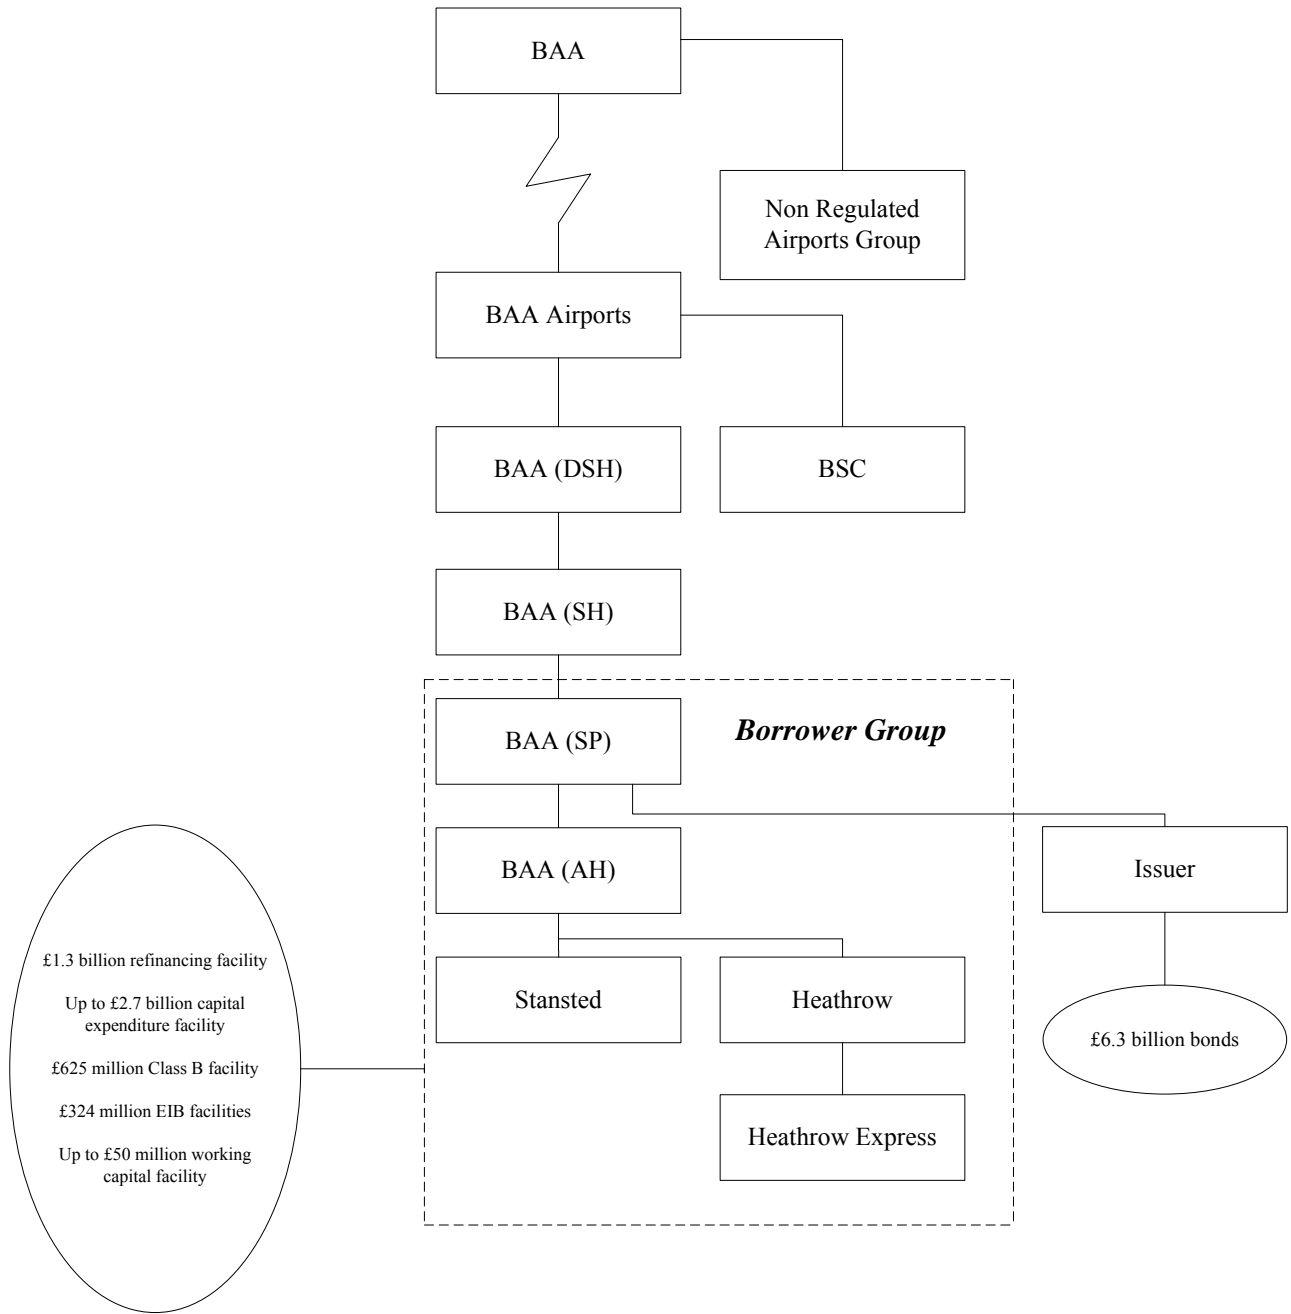 BAA
Non Regulated
Airports Group
BAA Airports
BAA (DSH)
BSC
BAA (SH)
BAA (SP)
Borrower Group
BAA (AH)
Issuer
£1.3 billion refinancing facility
Up to £2.7 billion capital
expenditure facility
£625 million Class B facility
£324 million EIB facilities
Up to £50 million working
capital facility
Stansted
Heathrow
£6.3 billion bonds
Heathrow Express